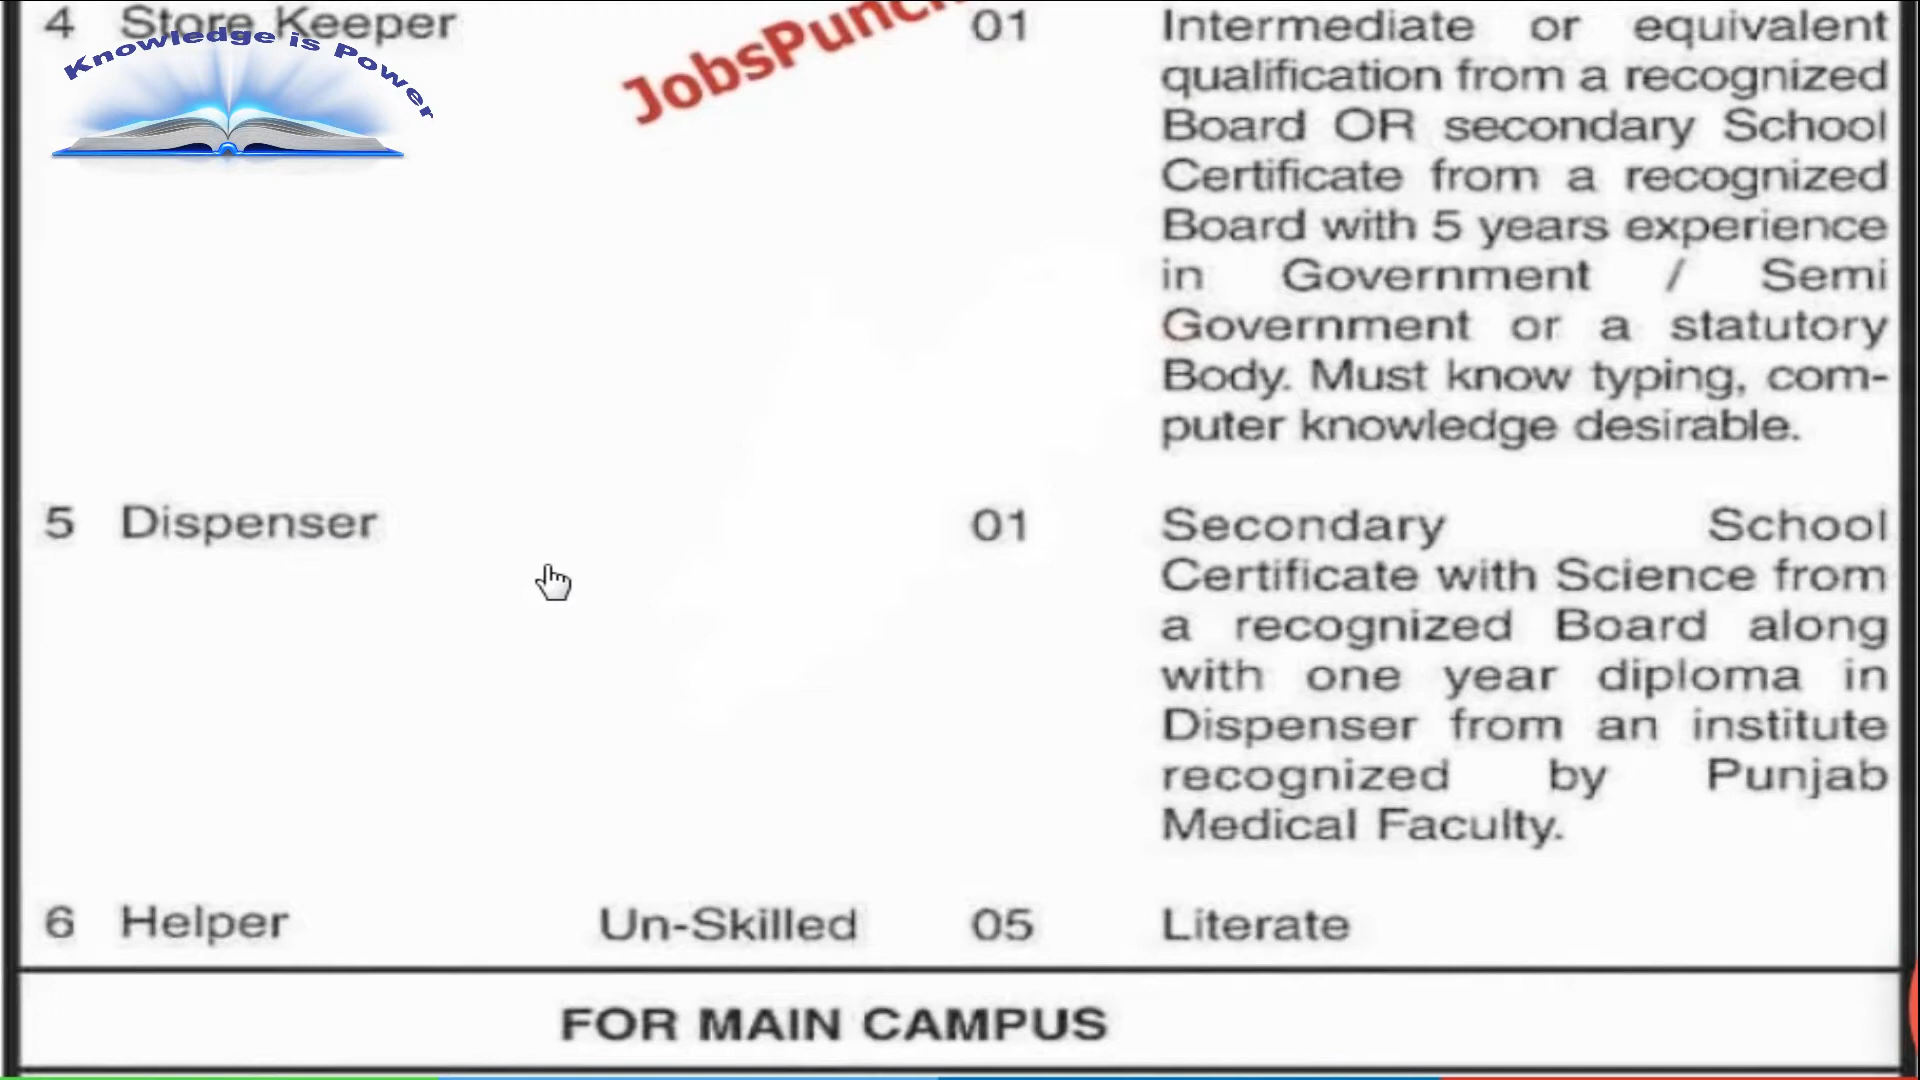 4 Store Keeper 01 Intermediate or equivalent
qualification from a recognized
Board OR secondary School
Certificate from a recognized
Board with 5 years experience
in Government / Semi
Government or a statutory
Body. Must know typing, com-
puter knowledge desirable.
Knowledge is Power
JobsPunch
5 Dispenser 01 Secondary School
Certificate with Science from
a recognized Board along
with one year diploma in
Dispenser from an institute
recognized by Punjab
Medical Faculty.
6 Helper Un-Skilled 05 Literate
FOR MAIN CAMPUS